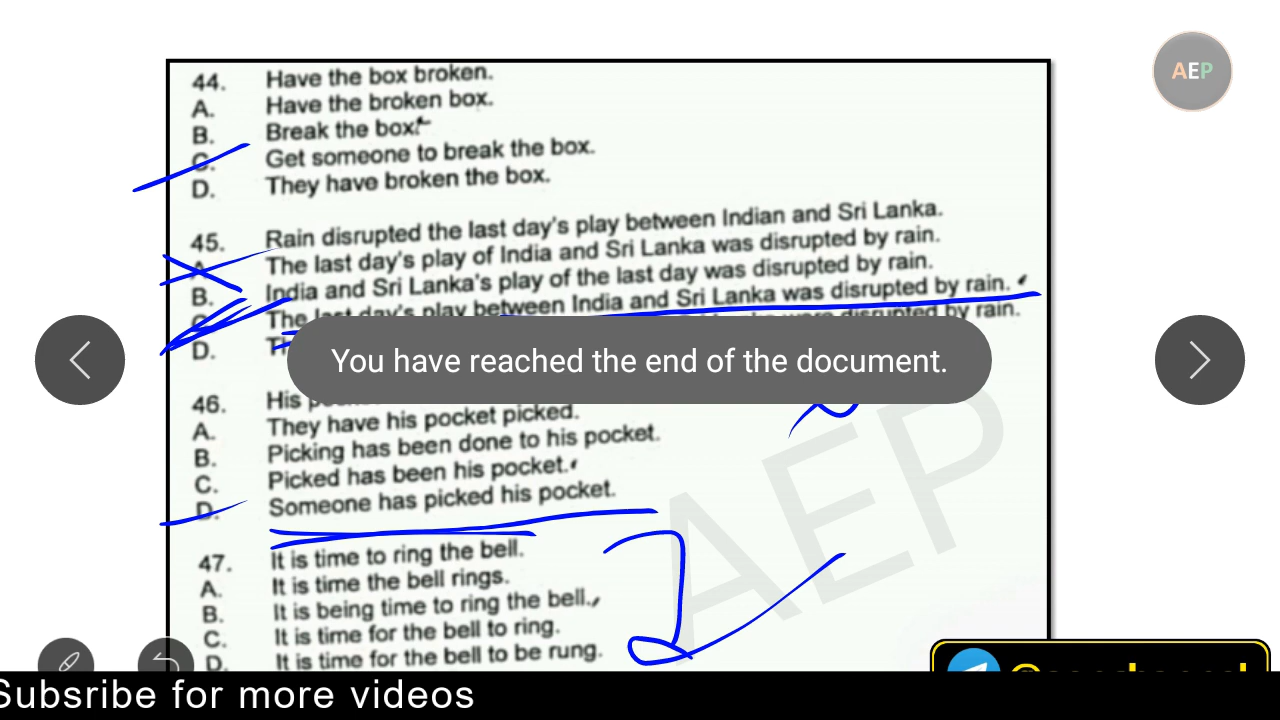 AEP
44. Have the box broken.
A. Have the broken box.
B. Break the box.
C. Get someone to break the box.
D. They have broken the box.
45. Rain disrupted the last day's play between Indian and Sri Lanka.
A. The last day's play of India and Sri Lanka was disrupted by rain.
B. India and Sri Lanka's play of the last day was disrupted by rain.
C. The last day's play between India and Sri Lanka was disrupted by rain.
D. disrupted by rain.
You have reached the end of the document.
46. His
A. They have his pocket picked.
B. Picking has been done to his pocket.
C. Picked has been his pocket.
D. Someone has picked his pocket.
47. It is time to ring the bell.
A. It is time the bell rings.
B. It is being time to ring the bell.
C. It is time for the bell to ring.
D. It is time for the bell to be rung.
AEP
Subsribe for more videos